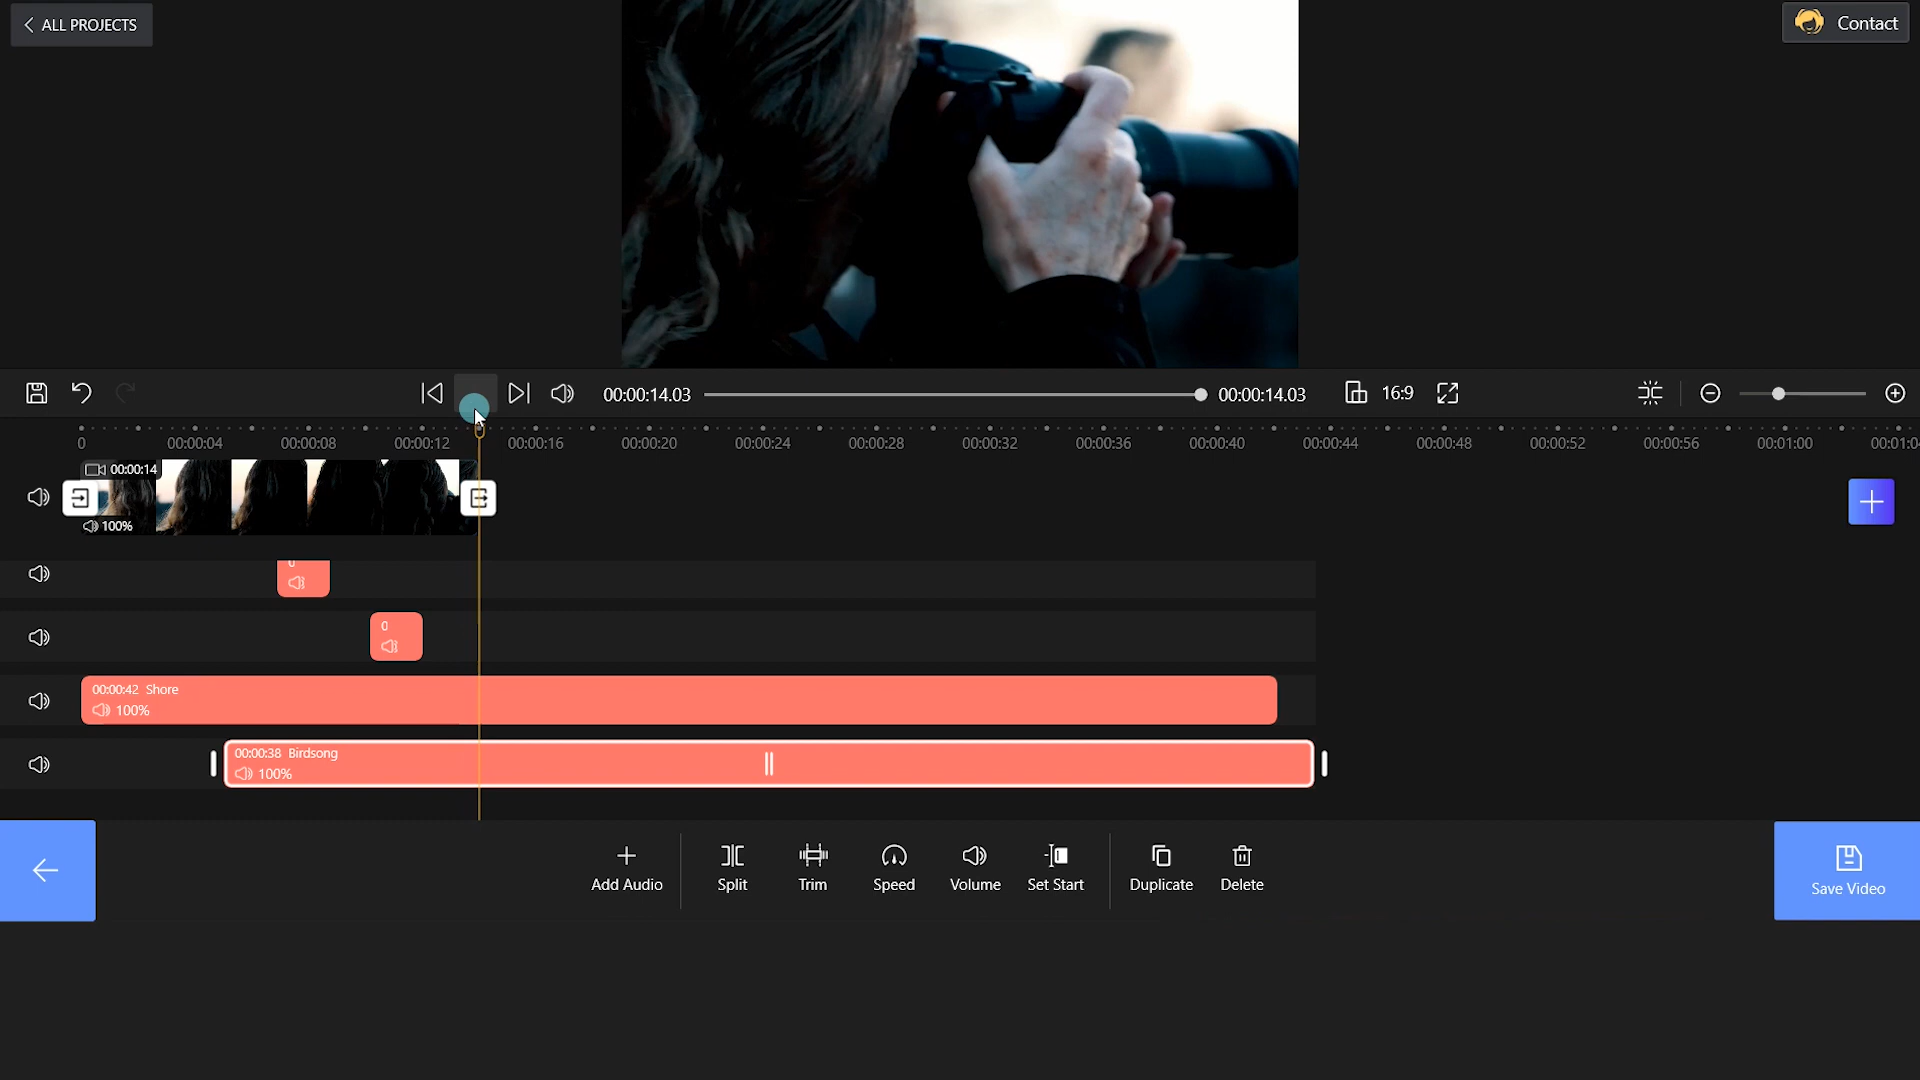 ALL PROJECTS
Contact
00:00:14.03
00:00:14.03
16:9
0 00:00:04 00:00:08 00:00:12 00:00:16 00:00:20 00:00:24 00:00:28 00:00:32 00:00:36 00:00:40 00:00:44 00:00:48 00:00:52 00:00:56 00:01:00 00:01:0
00:00:14
100%
0
00:00:42 Shore
100%
00:00:38 Birdsong
100%
Add Audio
Split
Trim
Speed
Volume
Set Start
Duplicate
Delete
Save Video